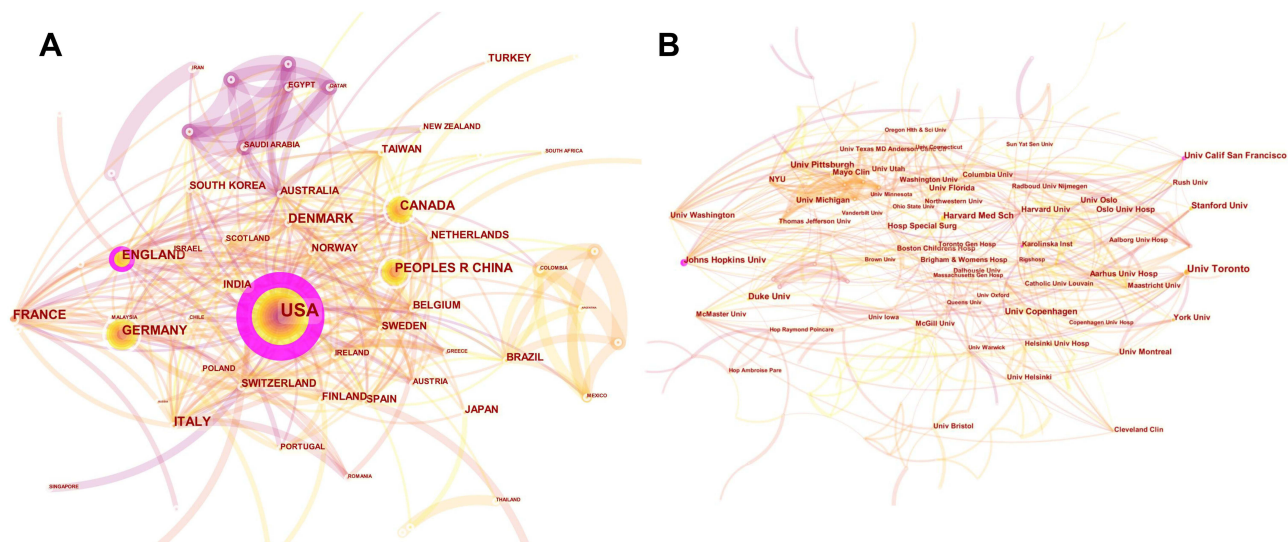 A
TURKEY
IRAN
EGYPT
QATAR
NEW ZEALAND
SAUDI ARABIA
TAIWAN
SOUTH AFRICA
SOUTH KOREA
AUSTRALIA
CANADA
DENMARK
SCOTLAND
NORWAY
NETHERLANDS
ENGLAND
ISRAEL
PEOPLES R CHINA
COLOMBIA
INDIA
USA
BELGIUM
FRANCE
MALAYSIA
CHILE
GERMANY
SWEDEN
IRELAND
GREECE
BRAZIL
POLAND
SWITZERLAND
AUSTRIA
FINLAND
SPAIN
MEXICO
JAPAN
ITALY
PORTUGAL
ROMANIA
SINGAPORE
THAILAND
B
Oregon Hlth & Sci Univ
Univ Texas MD Anderson Canc Ctr
Univ Connecticut
Sun Yat Sen Univ
Univ Calif San Francisco
Univ Pittsburgh
Mayo Clin
Univ Utah
NYU
Washington Univ
Columbia Univ
Radboud Univ Nijmegen
Rush Univ
Univ Minnesota
Univ Florida
Univ Michigan
Northwestern Univ
Univ Oslo
Stanford Univ
Ohio State Univ
Vanderbilt Univ
Harvard Med Sch
Harvard Univ
Oslo Univ Hosp
Univ Washington
Thomas Jefferson Univ
Hosp Special Surg
Toronto Gen Hosp
Karolinska Inst
Aalborg Univ Hosp
Boston Childrens Hosp
Johns Hopkins Univ
Brown Univ
Brigham & Womens Hosp
Rigshosp
Dalhousie Univ
Massachusetts Gen Hosp
Aarhus Univ Hosp
Univ Toronto
Catholic Univ Louvain
Maastricht Univ
Duke Univ
Univ Oxford
Queens Univ
McMaster Univ
Univ Iowa
Univ Copenhagen
York Univ
McGill Univ
Copenhagen Univ Hosp
Hop Raymond Poincare
Helsinki Univ Hosp
Univ Warwick
Univ Montreal
Hop Ambroise Pare
Univ Helsinki
Univ Bristol
Cleveland Clin